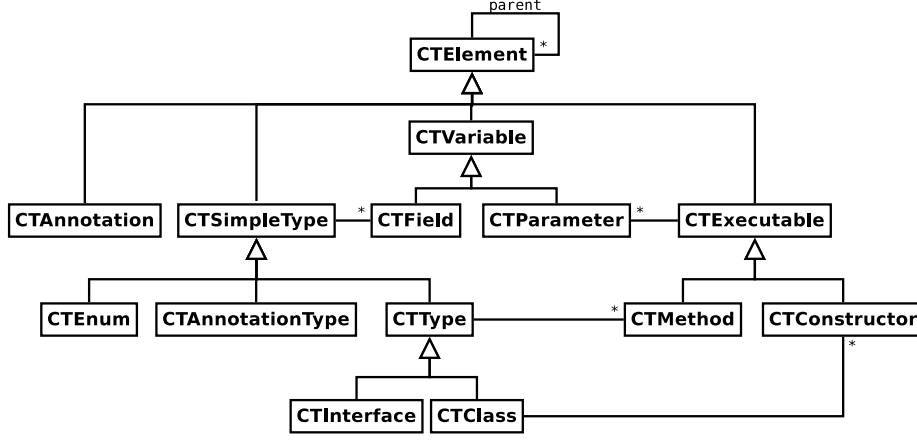 parent
CTElement *
CTVariable
CTAnnotation CTSimpleType * CTField CTParameter * CTExecutable
CTEnum CTAnnotationType CTType * CTMethod CTConstructor
*
CTInterface CTClass